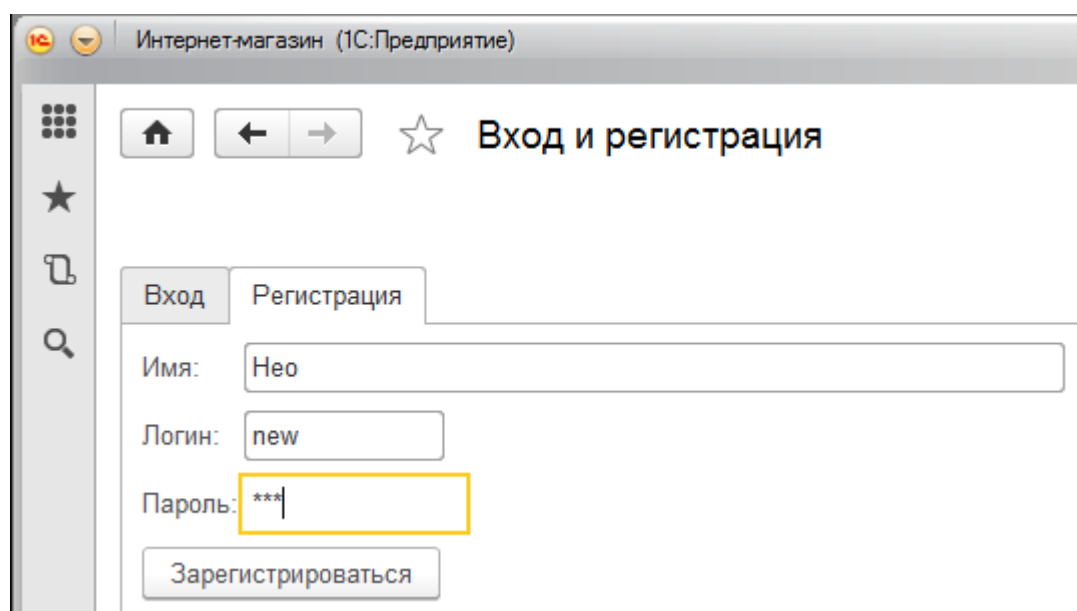 1С Интернет-магазин (1С:Предприятие)
Вход и регистрация
Вход Регистрация
Имя: Нео
Логин: new
Пароль: ***
Зарегистрироваться